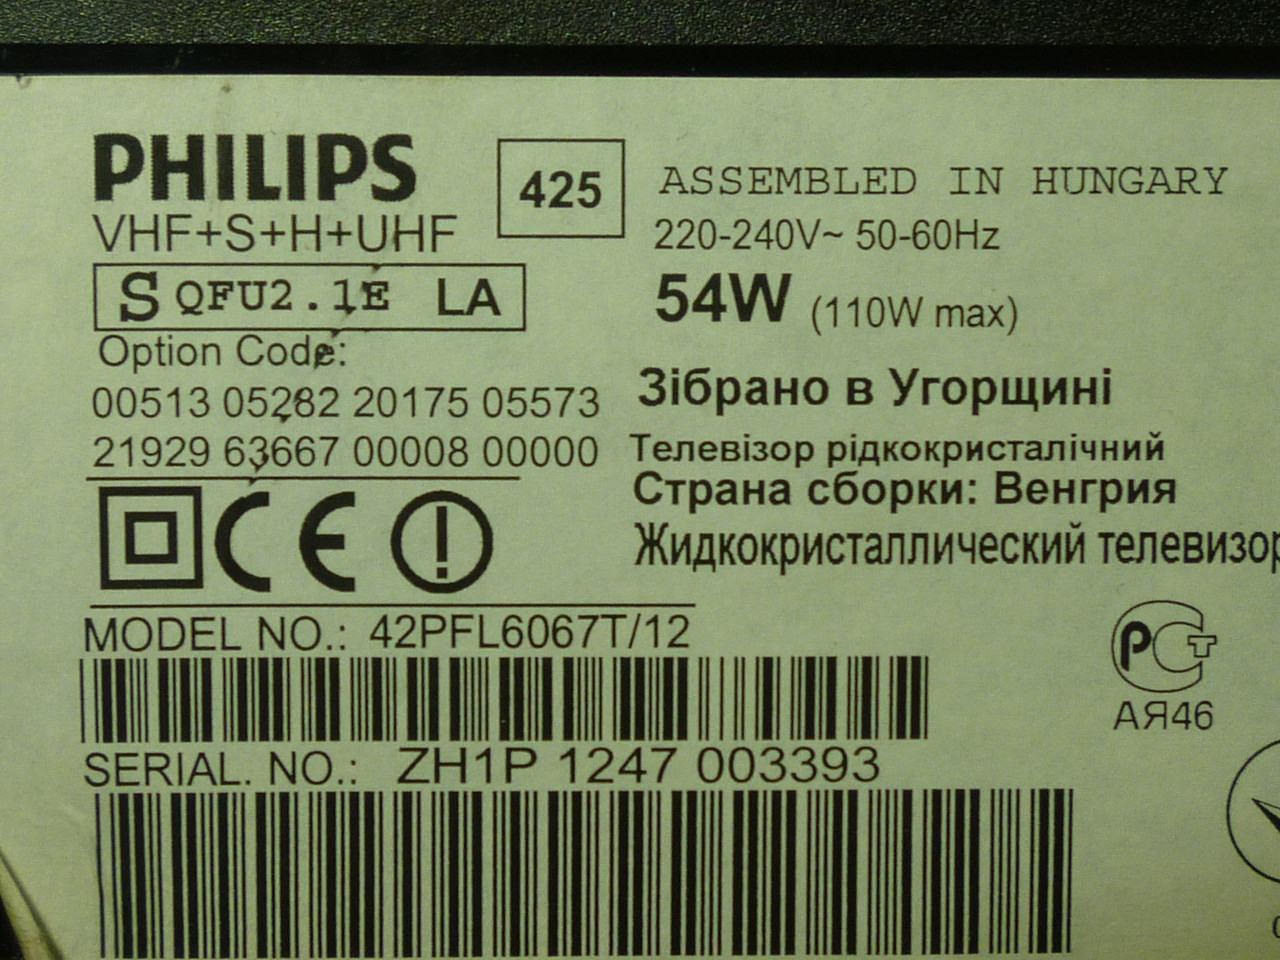 PHILIPS
425
ASSEMBLED IN HUNGARY
VHF+S+H+UHF
220-240V~ 50-60Hz
S QFU2.1E LA
54W (110W max)
Option Code:
00513 05282 20175 05573
Зібрано в Угорщині
21929 63667 00008 00000
Телевізор рідкокристалічний
Страна сборки: Венгрия
CE
Жидкокристаллический телевизор
MODEL NO.: 42PFL6067T/12
РСТ
АЯ46
SERIAL. NO.: ZH1P 1247 003393